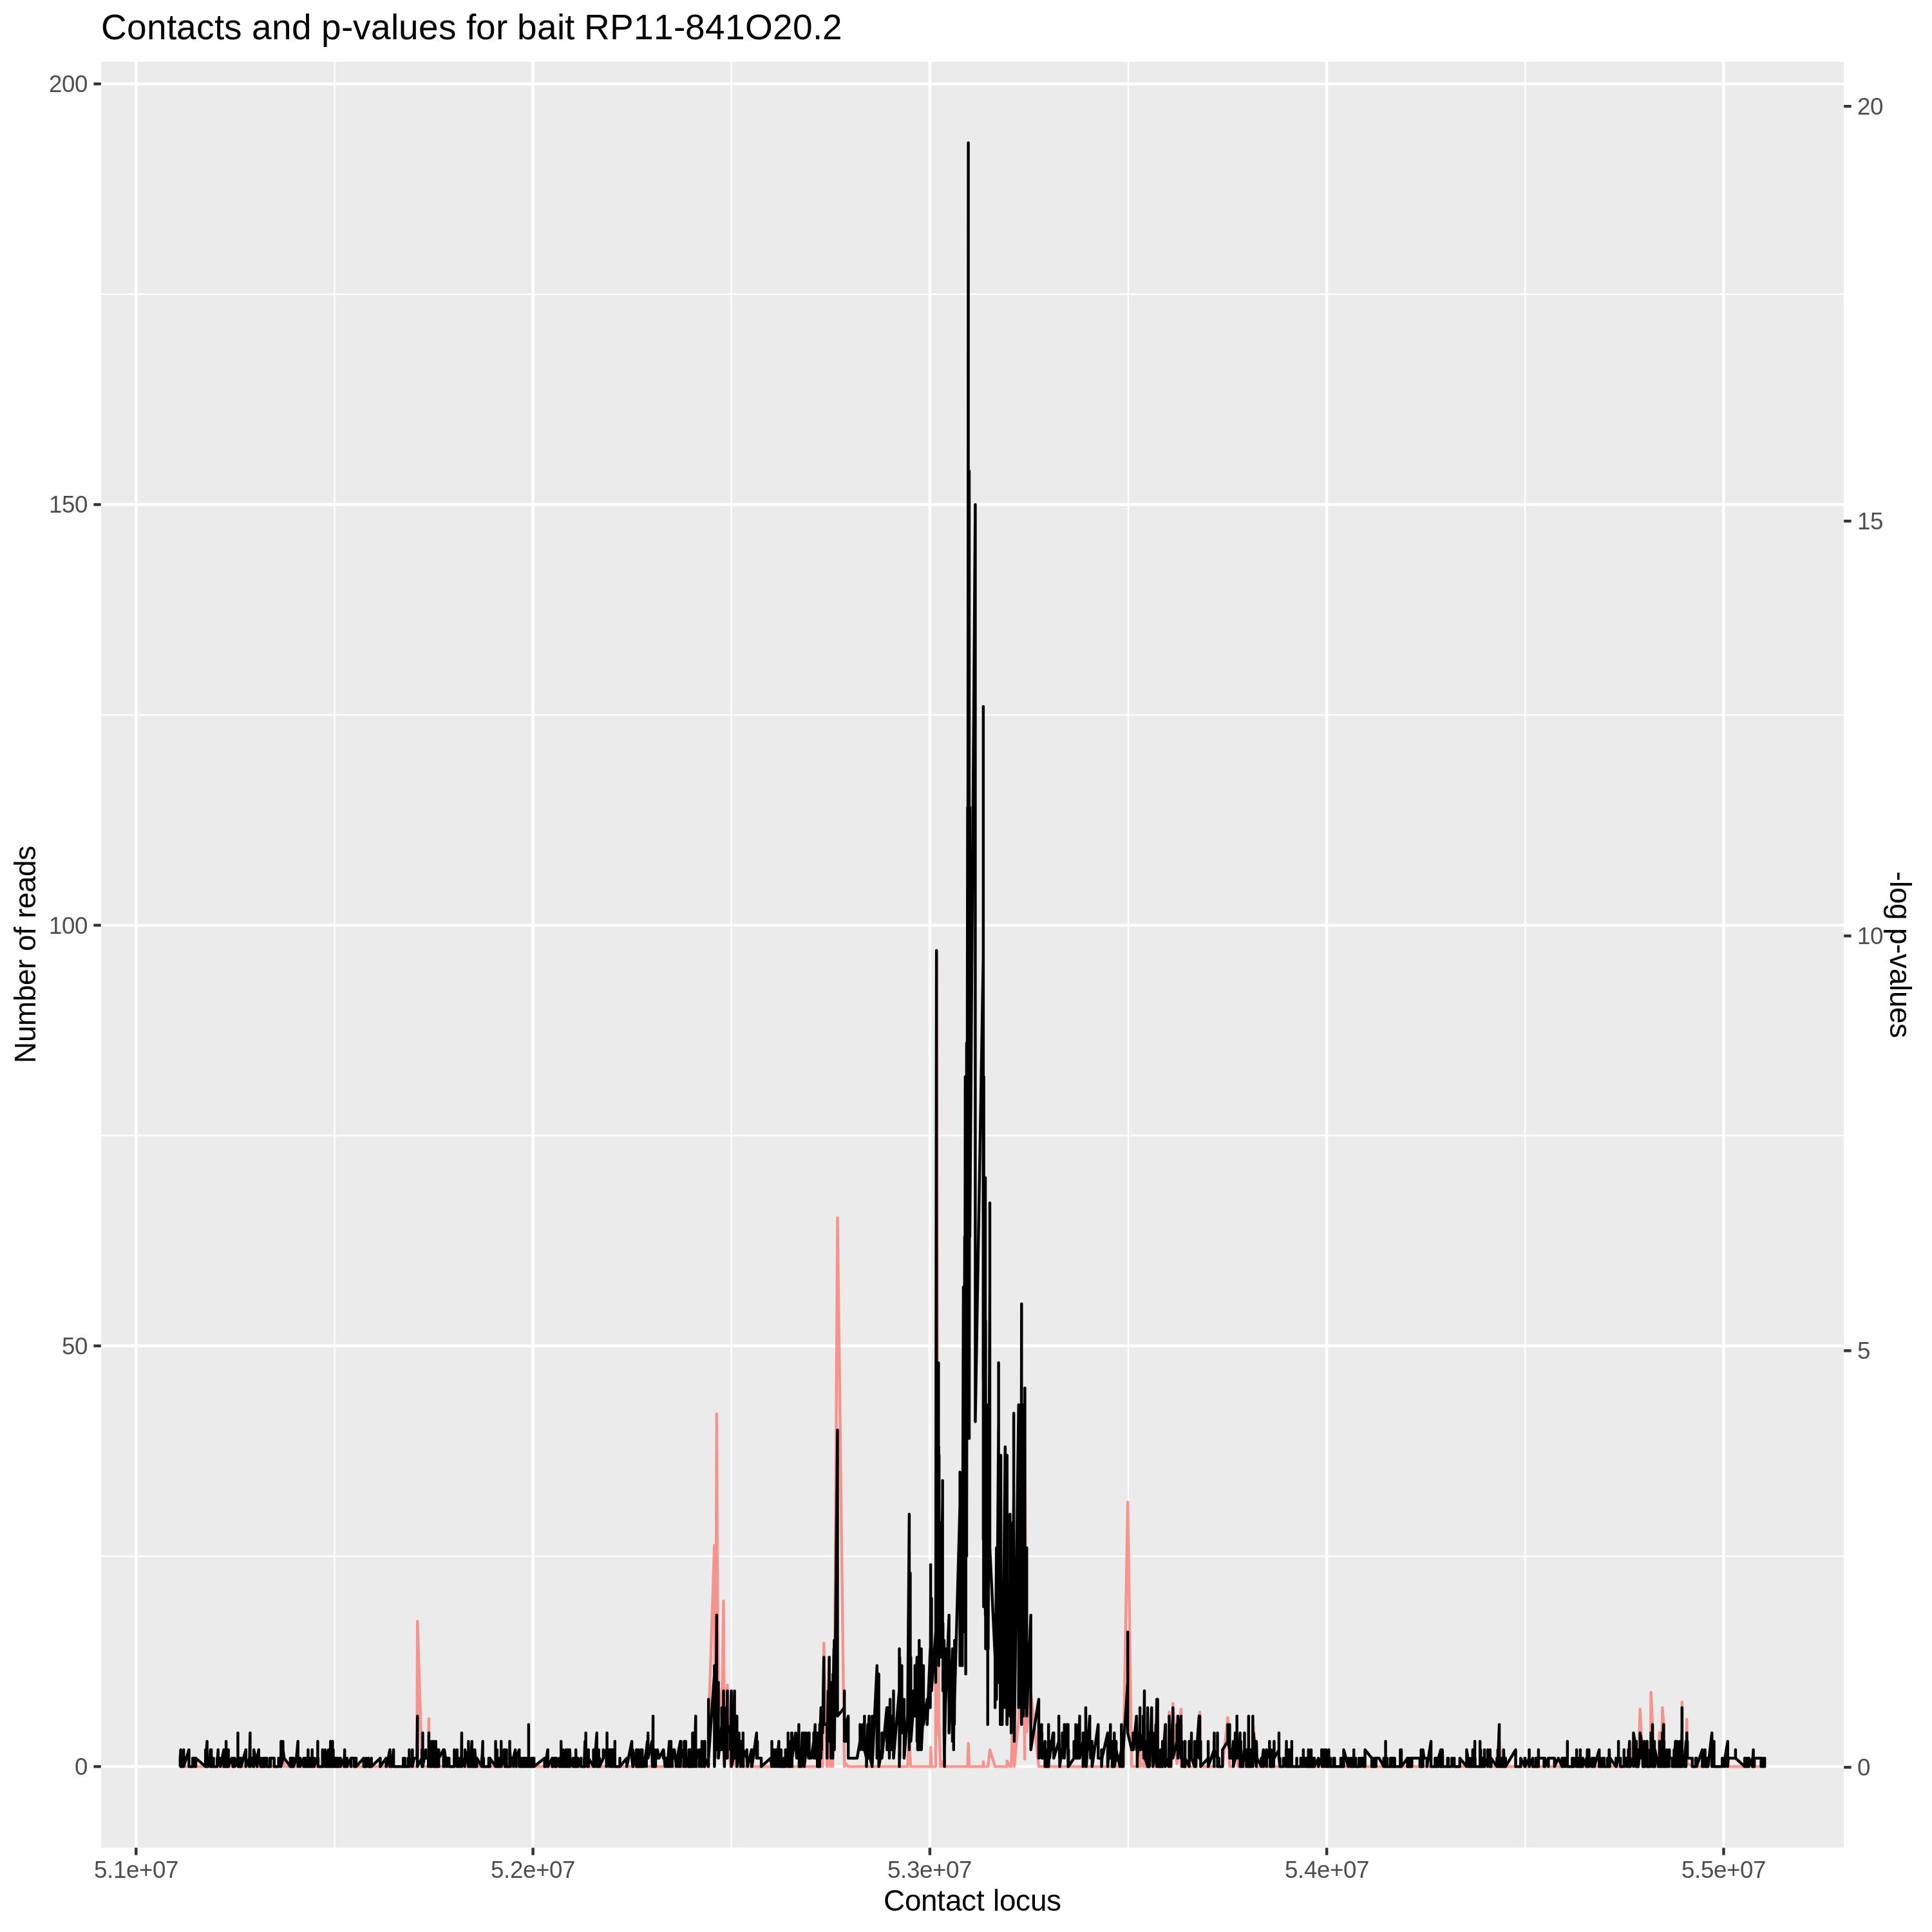 Contacts and p-values for bait RP11-841O20.2
200
150
100
50
0
20
15
10
5
0
Number of reads
-log p-values
5.1e+07 5.2e+07 5.3e+07 5.4e+07 5.5e+07
Contact locus